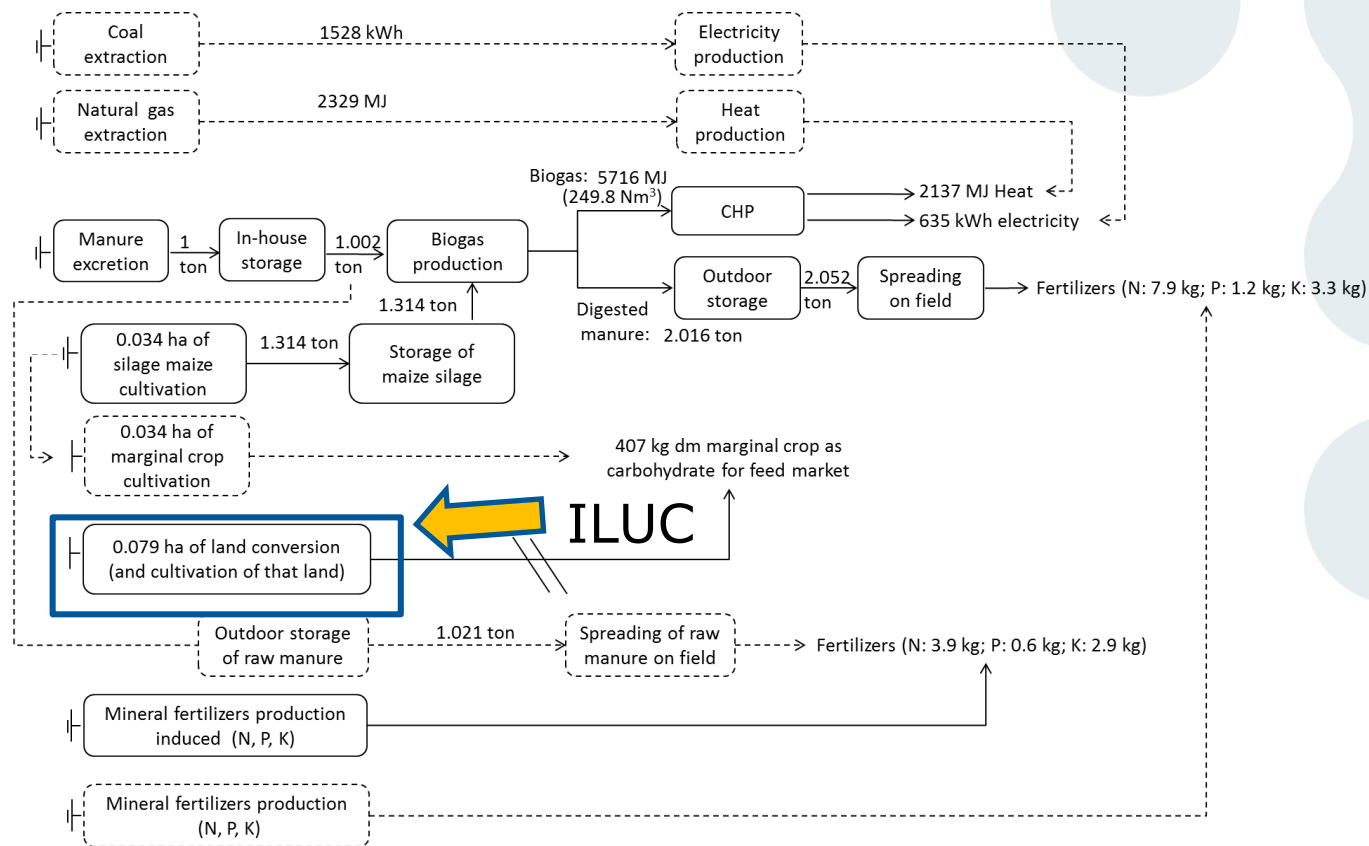 Coal
extraction
1528 kWh
Electricity
production
Natural gas
extraction
2329 MJ
Heat
production
Biogas: 5716 MJ
(249.8 Nm³)
CHP
2137 MJ Heat
635 kWh electricity
Manure
excretion
1
ton
In-house
storage
1.002
ton
Biogas
production
Digested
manure: 2.016 ton
Outdoor
storage
2.052
ton
Spreading
on field
Fertilizers (N: 7.9 kg; P: 1.2 kg; K: 3.3 kg)
1.314 ton
0.034 ha of
silage maize
cultivation
1.314 ton
Storage of
maize silage
0.034 ha of
marginal crop
cultivation
407 kg dm marginal crop as
carbohydrate for feed market
ILUC
0.079 ha of land conversion
(and cultivation of that land)
Outdoor storage
of raw manure
1.021 ton
Spreading of raw
manure on field
Fertilizers (N: 3.9 kg; P: 0.6 kg; K: 2.9 kg)
Mineral fertilizers production
induced (N, P, K)
Mineral fertilizers production
(N, P, K)